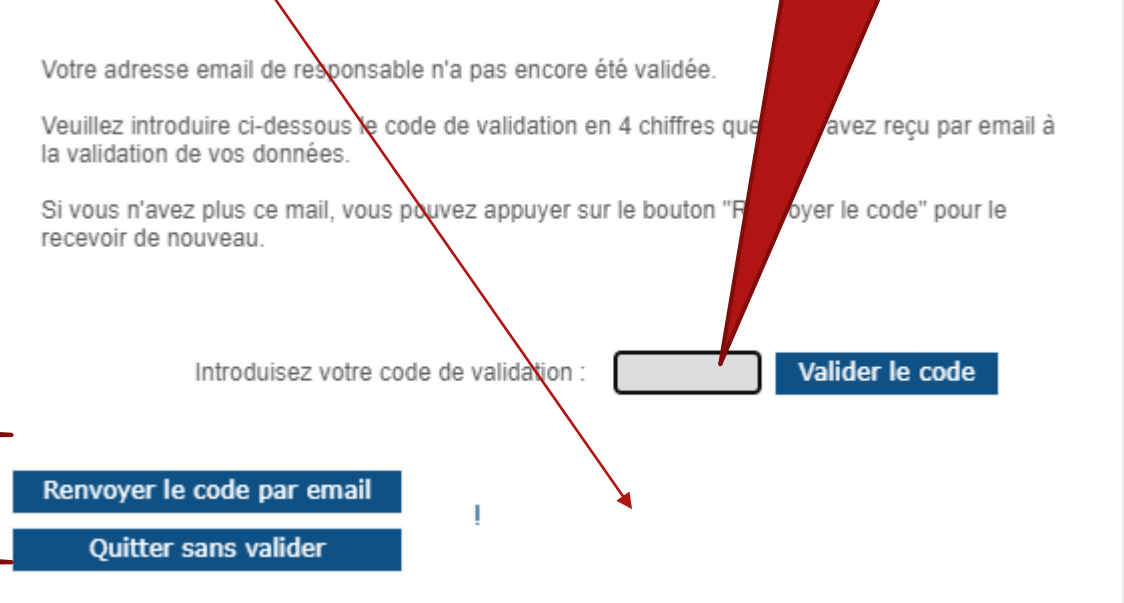 Votre adresse email de responsable n'a pas encore été validée.
Veuillez introduire ci-dessous le code de validation en 4 chiffres que avez reçu par email à
la validation de vos données.
Si vous n'avez plus ce mail, vous pouvez appuyer sur le bouton "Renvoyer le code" pour le
recevoir de nouveau.
Introduisez votre code de validation :
Valider le code
Renvoyer le code par email
!
Quitter sans valider